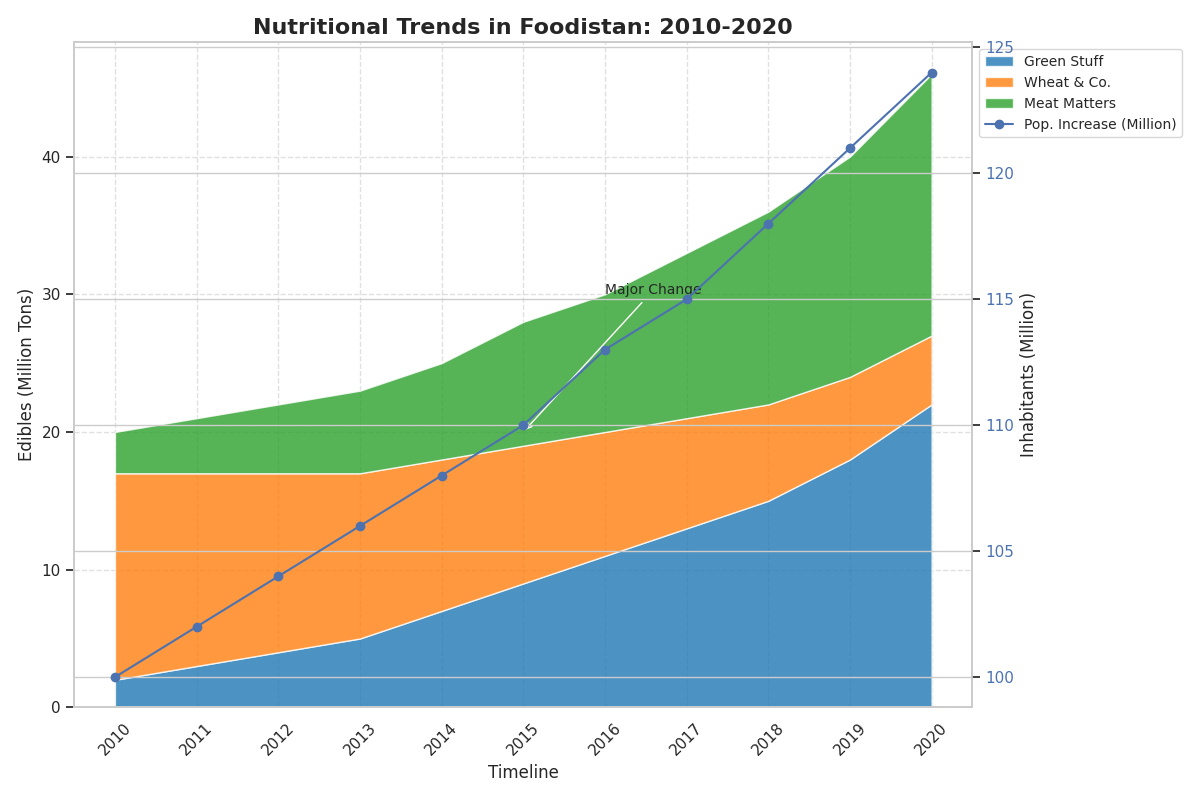 Nutritional Trends in Foodistan: 2010-2020
Green Stuff
Wheat & Co.
Meat Matters
Pop. Increase (Million)
Edibles (Million Tons)
40
30
20
10
0
Major Change
125
120
115
110
105
100
Inhabitants (Million)
2010
2011
2012
2013
2014
2015
2016
2017
2018
2019
2020
Timeline